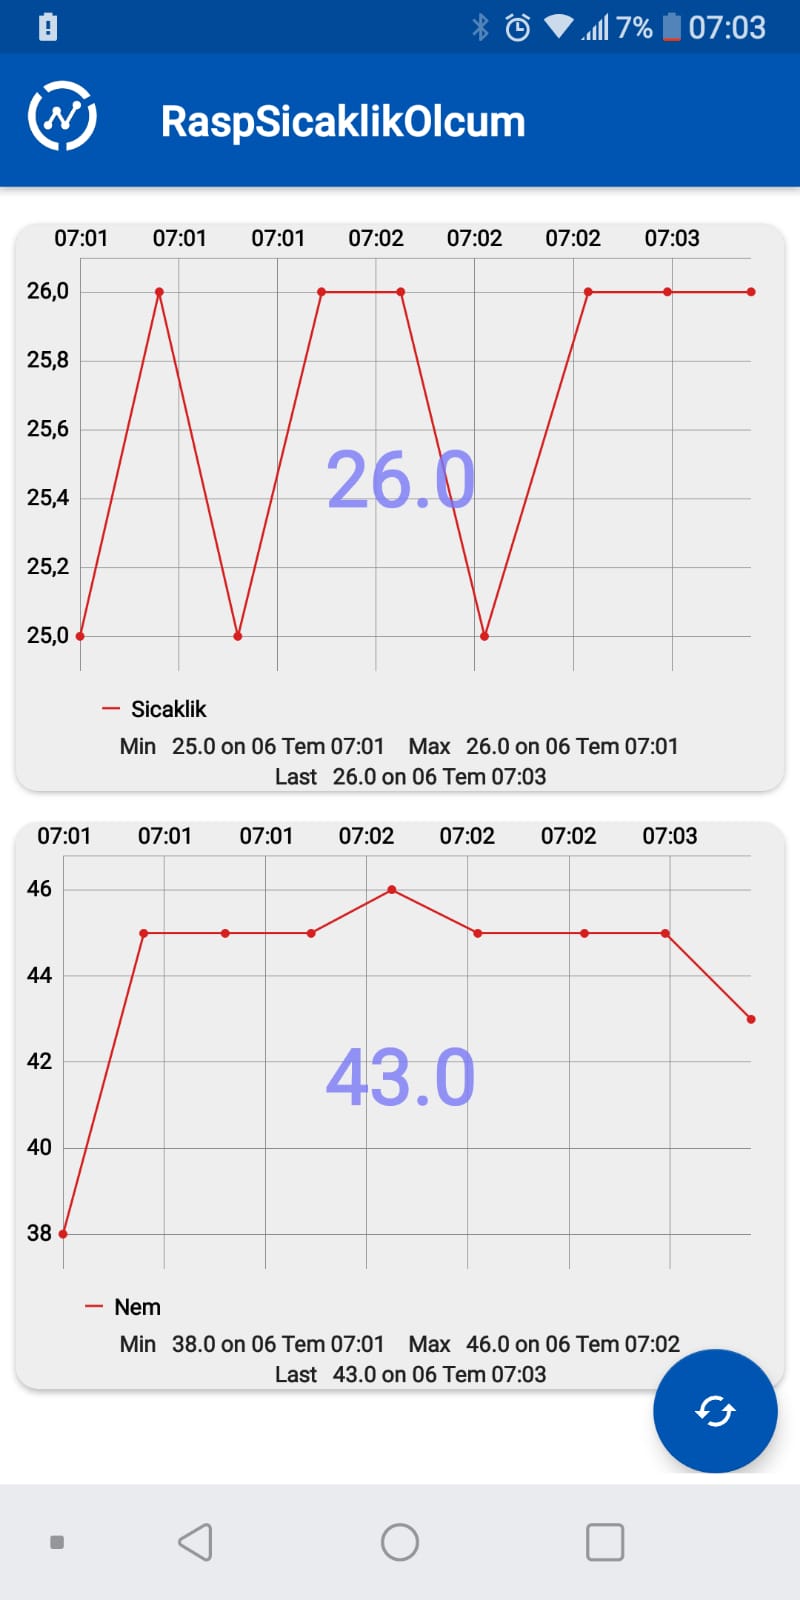 7% 07:03
RaspSicaklikOlcum
07:01 07:01 07:01 07:02 07:02 07:02 07:03
26,0
25,8
25,6
26.0
25,4
25,2
25,0
Sicaklik
Min 25.0 on 06 Tem 07:01 Max 26.0 on 06 Tem 07:01
Last 26.0 on 06 Tem 07:03
07:01 07:01 07:01 07:02 07:02 07:02 07:03
46
44
42
43.0
40
38
Nem
Min 38.0 on 06 Tem 07:01 Max 46.0 on 06 Tem 07:02
Last 43.0 on 06 Tem 07:03